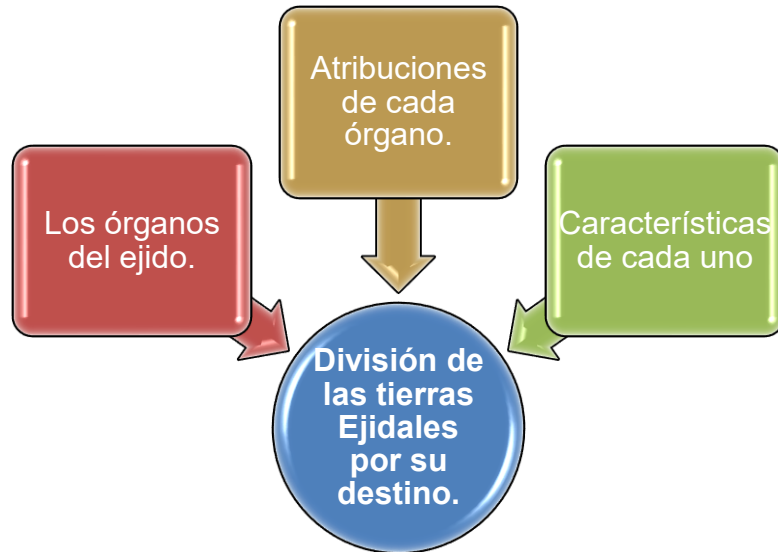 Atribuciones
de cada
órgano.
Los órganos
del ejido.
Características
de cada uno
División de
las tierras
Ejidales
por su
destino.